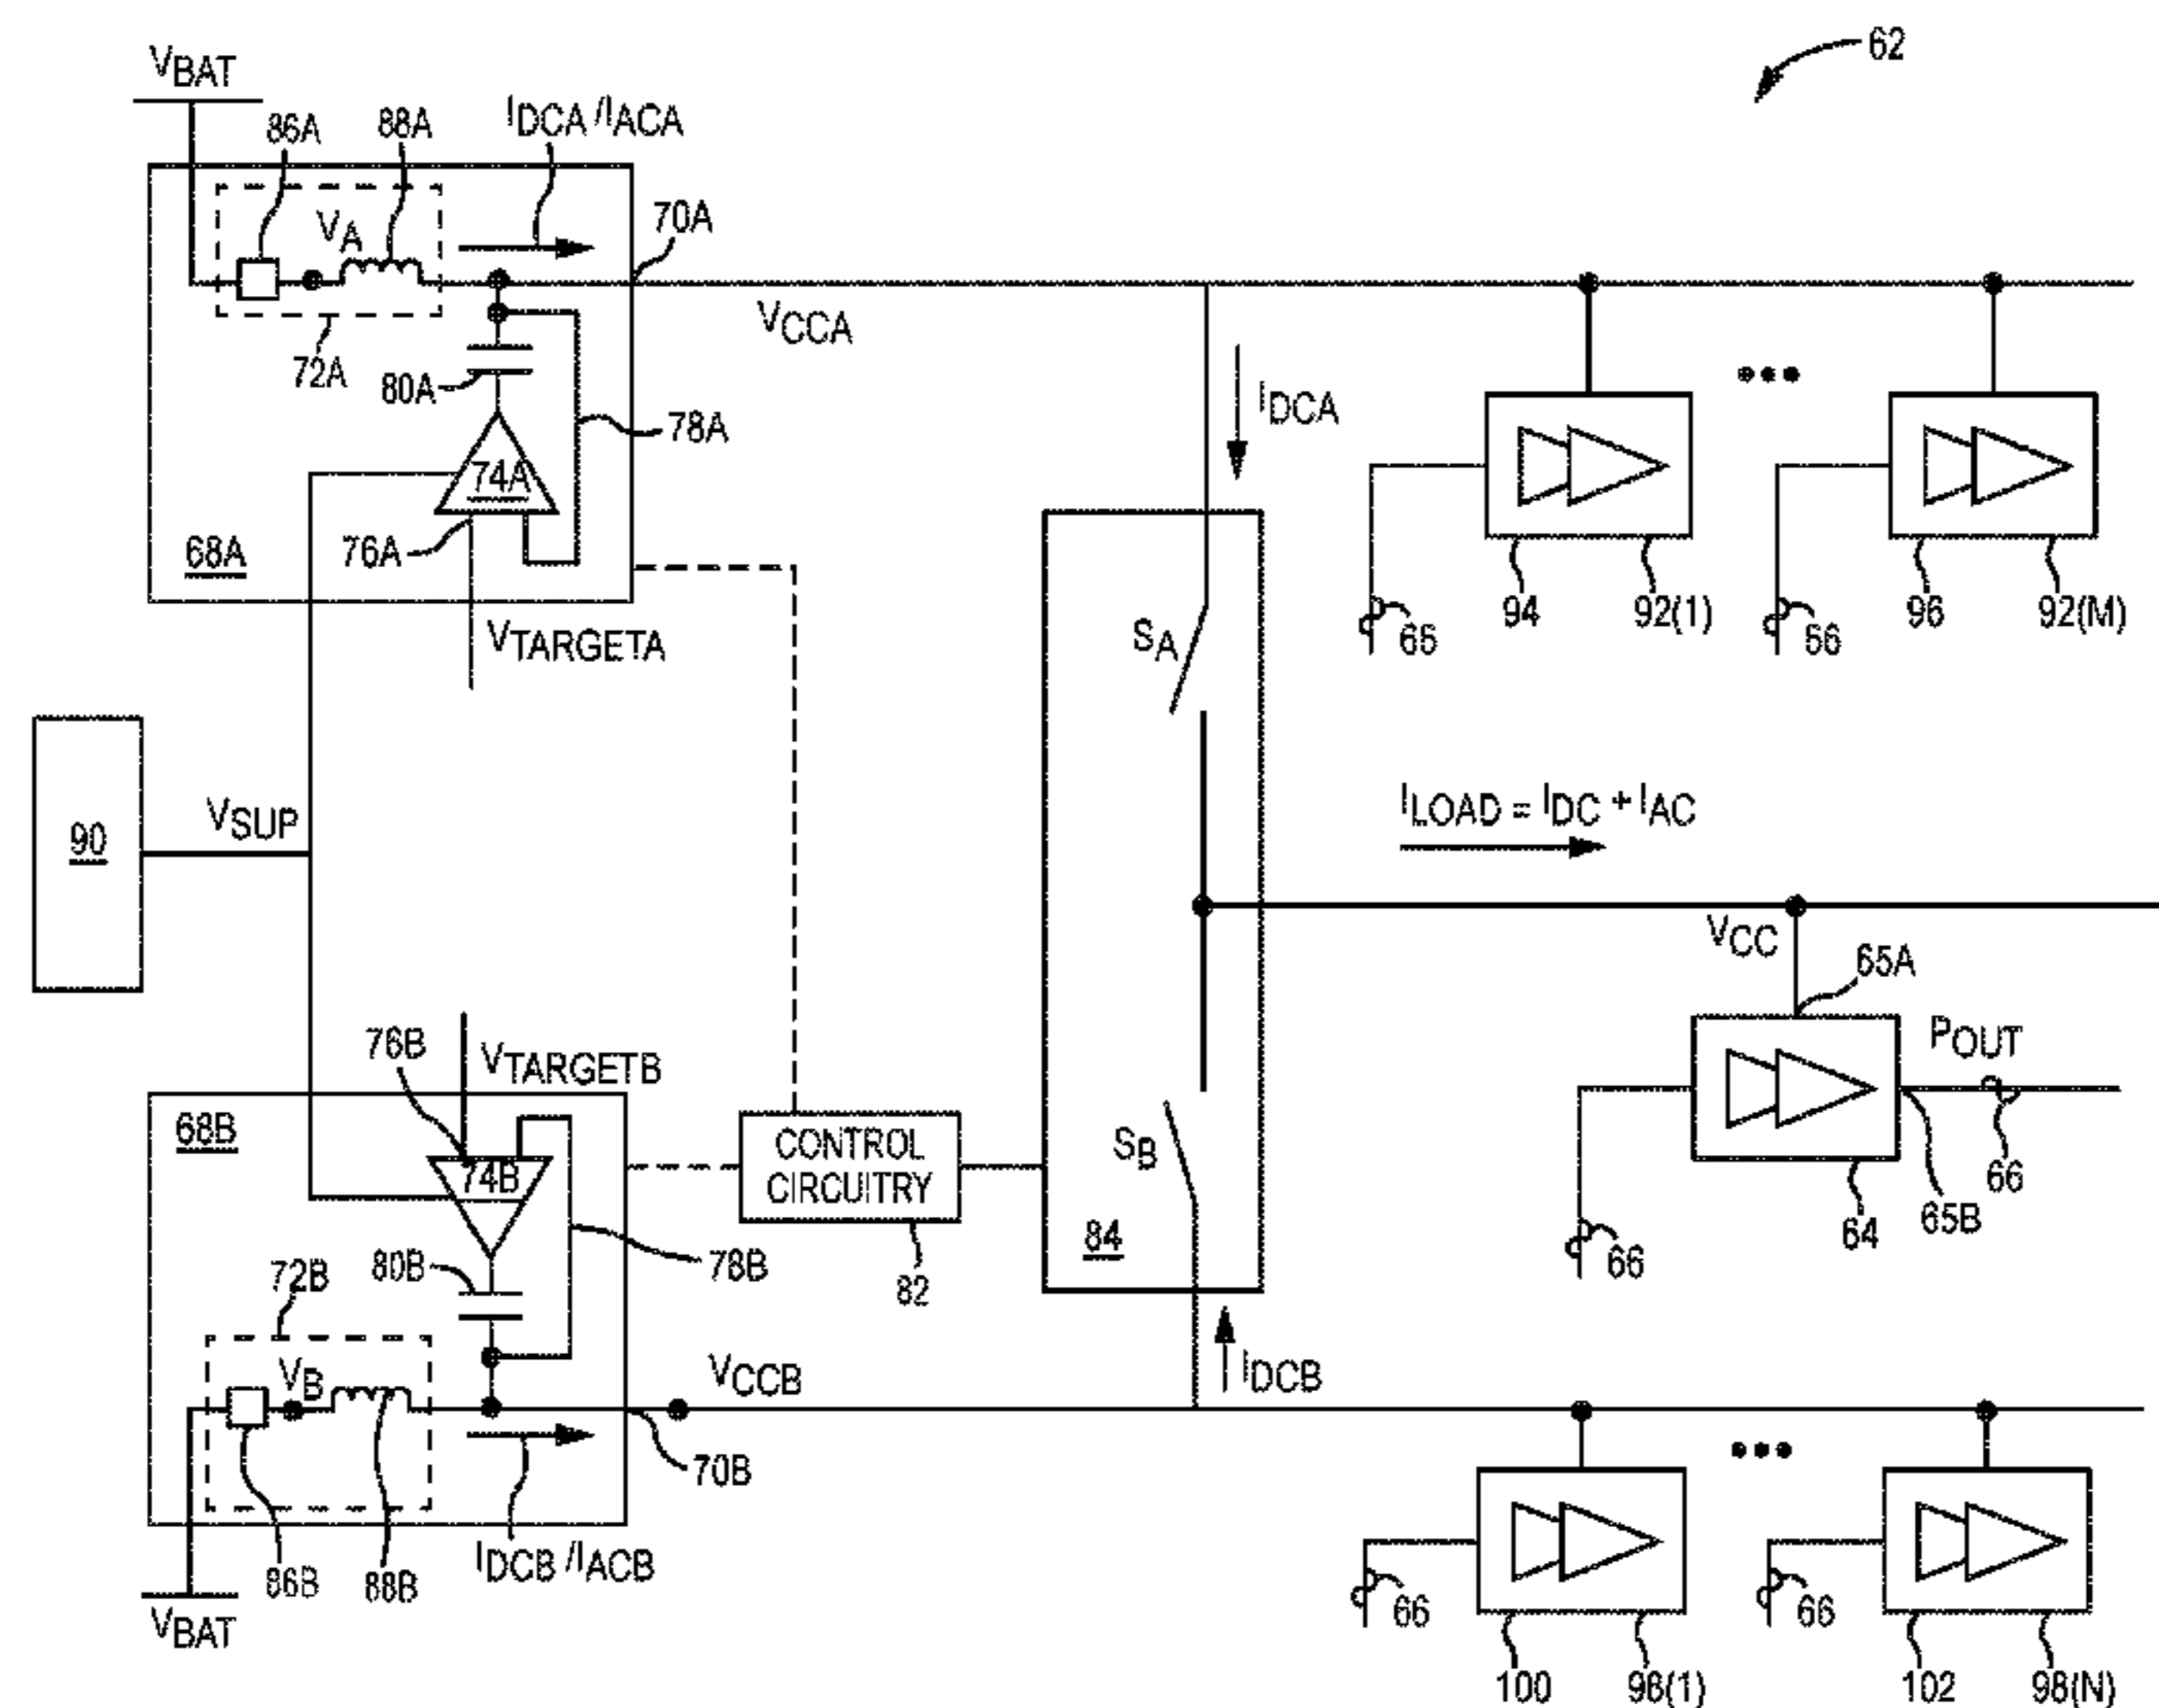 62
VBAT
86A
88A
IDCA /IACA
70A
VA
VCCA
72A
80A
78A
74A
76A
68A
VTARGETA
IDCA
SA
94
92(1)
96
92(M)
66
66
90
VSUP
ILOAD = IDC + IAC
VCC
65A
POUT
66
65B
64
66
76B
VTARGETB
68B
74B
CONTROL
CIRCUITRY
82
SB
84
80B
78B
72B
VB
VCCB
IDCB
70B
86B
88B
IDCB /IACB
VBAT
66
66
100
98(1)
102
98(N)